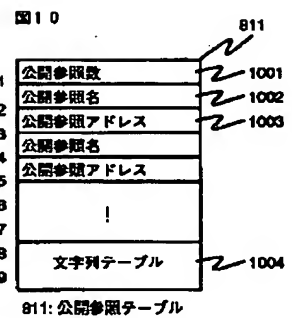 図10
811
公開参照数
1001
公開参照名
1002
公開参照アドレス
1003
公開参照名
公開参照アドレス
文字列テーブル
1004
811: 公開参照テーブル